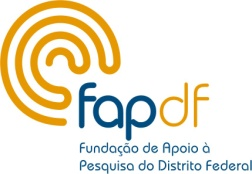 fapdf
Fundação de Apoio à
Pesquisa do Distrito Federal